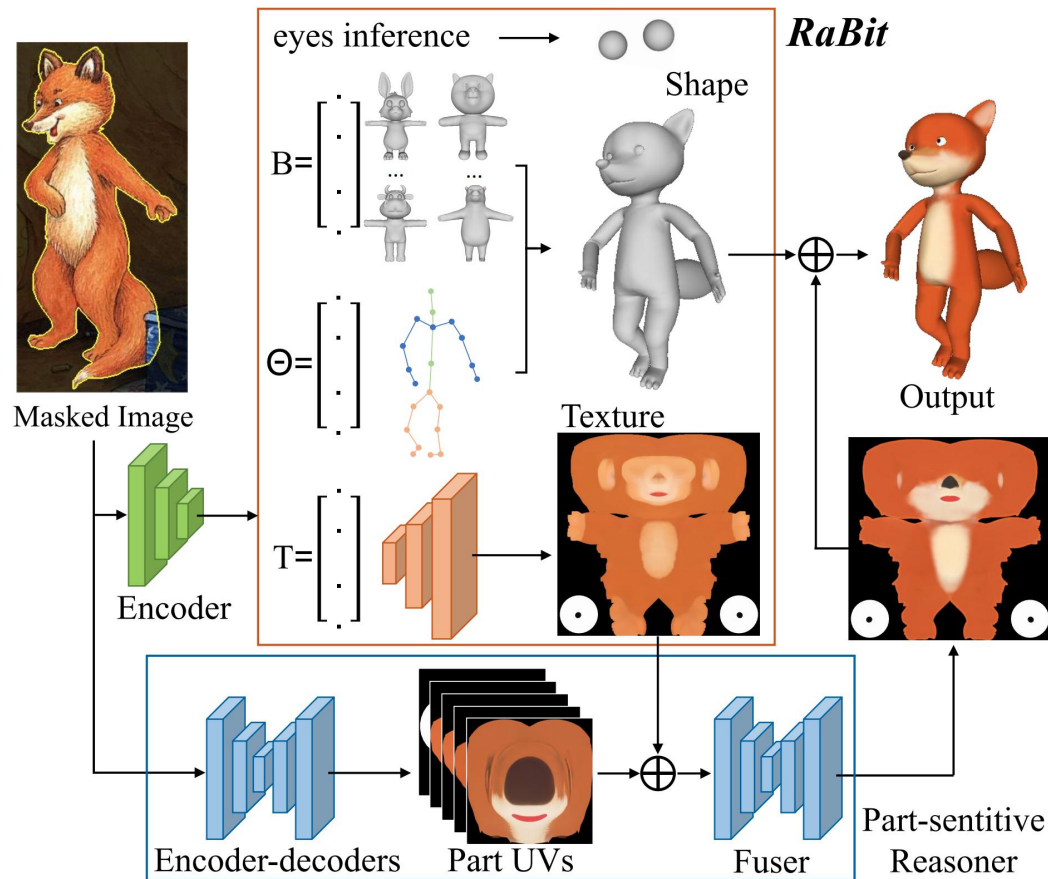 eyes inference
RaBit
Shape
B=
...
...
Θ=
Masked Image
Texture
Output
T=
Encoder
Encoder-decoders
Part UVs
Fuser
Part-sentitive
Reasoner